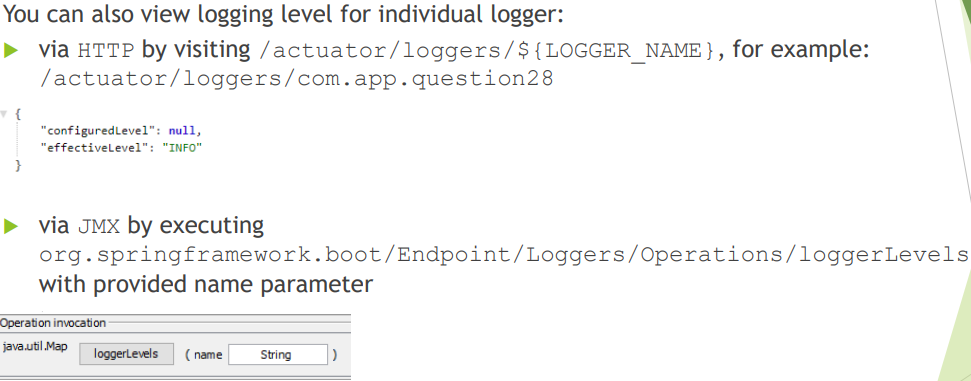 You can also view logging level for individual logger:
via HTTP by visiting /actuator/loggers/${LOGGER_NAME}, for example:
/actuator/loggers/com.app.question28
{
"configuredLevel": null,
"effectiveLevel": "INFO"
}
via JMX by executing
org.springframework.boot/Endpoint/Loggers/Operations/loggerLevels
with provided name parameter
Operation invocation
java.util.Map loggerLevels ( name String )